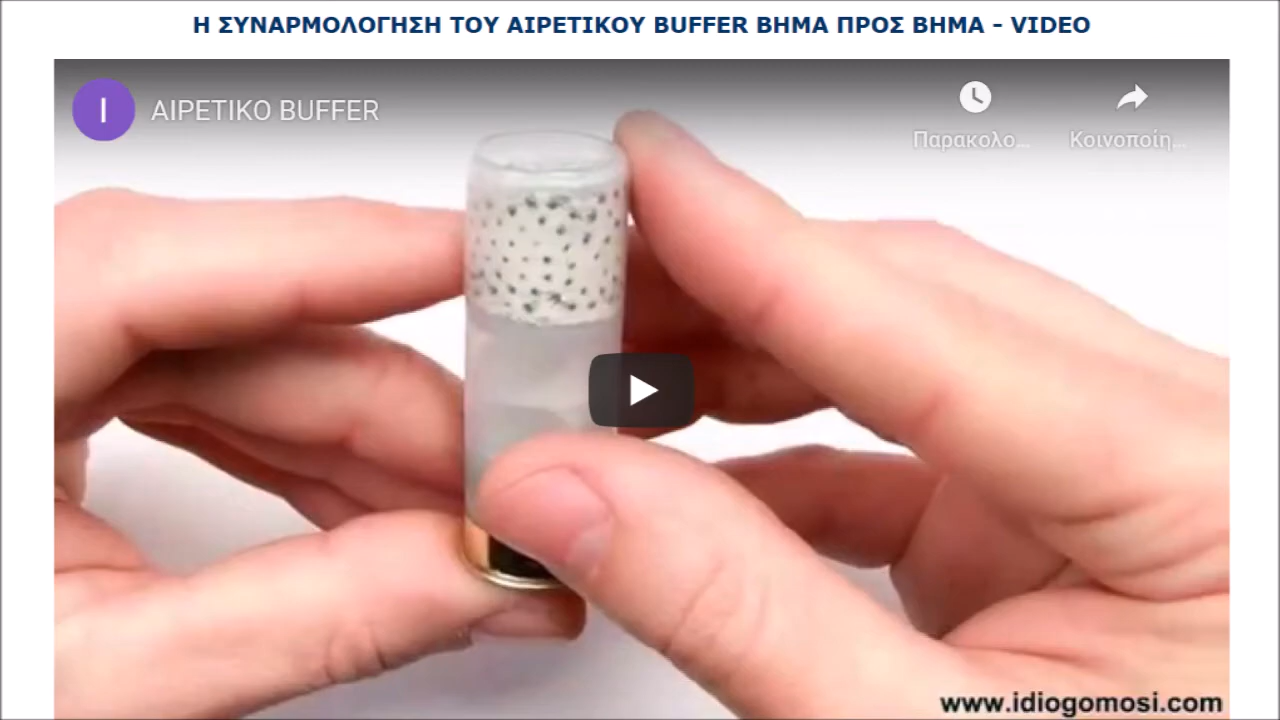 Η ΣΥΝΑΡΜΟΛΟΓΗΣΗ ΤΟΥ ΑΙΡΕΤΙΚΟΥ BUFFER ΒΗΜΑ ΠΡΟΣ ΒΗΜΑ – VIDEO
I
ΑΙΡΕΤΙΚΟ BUFFER
Παρακολο...
Κοινοποίη...
www.idiogomosi.com